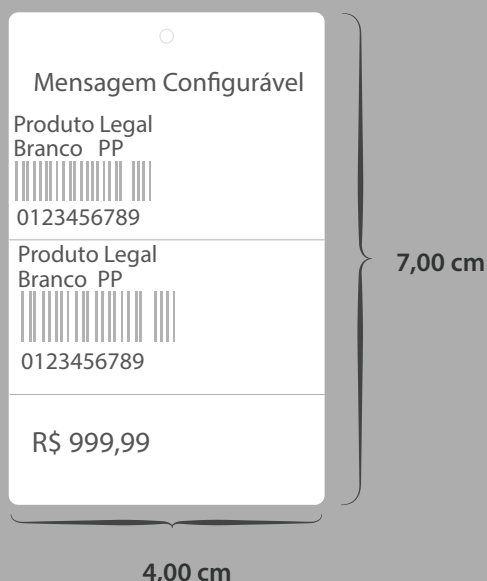 Mensagem Configurável
Produto Legal
Branco PP
0123456789
Produto Legal
Branco PP
0123456789
7,00 cm
R$ 999,99
4,00 cm